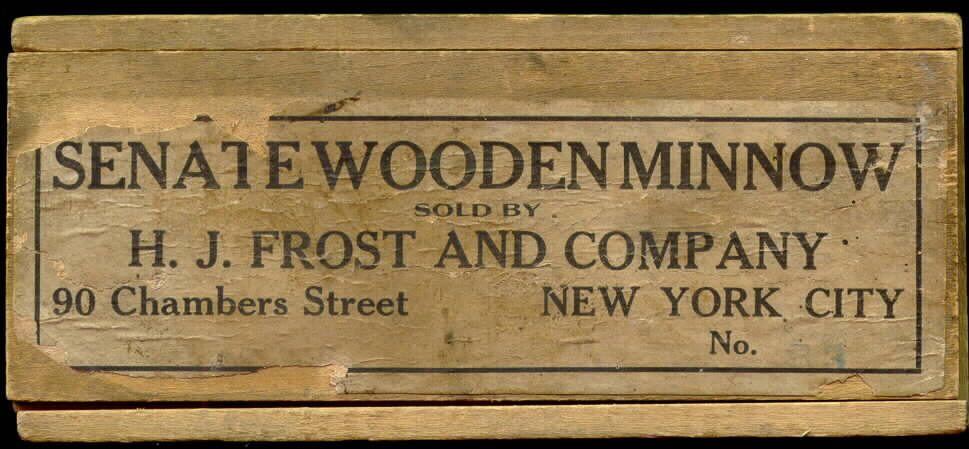 SENATE WOODEN MINNOW
SOLD BY
H. J. FROST AND COMPANY
90 Chambers Street NEW YORK CITY
No.